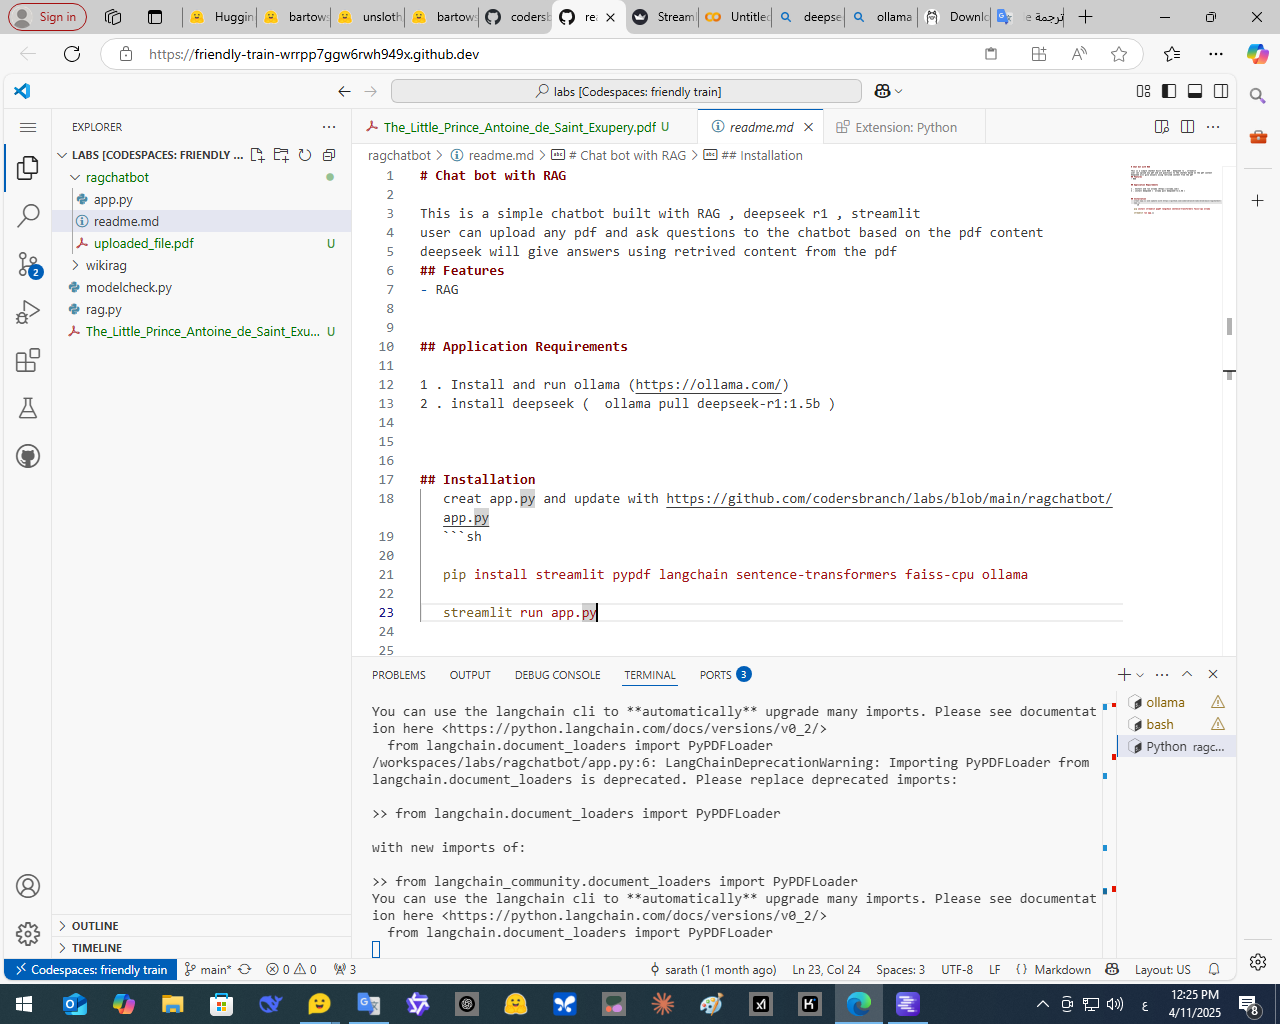 Sign in
Huggin
bartows
unsloth
bartows
codersb
rea
Streaml
Untitled
deepse
ollama
Downlo
ترجمة
https://friendly-train-wrrpp7ggw6rwh949x.github.dev
labs [Codespaces: friendly train]
EXPLORER
LABS [CODESPACES: FRIENDLY ...
ragchatbot
app.py
readme.md
uploaded_file.pdf U
wikirag
modelcheck.py
rag.py
The_Little_Prince_Antoine_de_Saint_Exu... U
2
OUTLINE
TIMELINE
The_Little_Prince_Antoine_de_Saint_Exupery.pdf U
readme.md
Extension: Python
ragchatbot > readme.md > # Chat bot with RAG > ## Installation
1 # Chat bot with RAG
2
3 This is a simple chatbot built with RAG , deepseek r1 , streamlit
4 user can upload any pdf and ask questions to the chatbot based on the pdf content
5 deepseek will give answers using retrived content from the pdf
6 ## Features
7 - RAG
8
9
10 ## Application Requirements
11
12 1 . Install and run ollama (https://ollama.com/)
13 2 . install deepseek (  ollama pull deepseek-r1:1.5b )
14
15
16
17 ## Installation
18 creat app.py and update with https://github.com/codersbranch/labs/blob/main/ragchatbot/
app.py
19 ```sh
20
21 pip install streamlit pypdf langchain sentence-transformers faiss-cpu ollama
22
23 streamlit run app.py
24
25
PROBLEMS OUTPUT DEBUG CONSOLE TERMINAL PORTS 3
You can use the langchain cli to **automatically** upgrade many imports. Please see documentat
ion here <https://python.langchain.com/docs/versions/v0_2/>
from langchain.document_loaders import PyPDFLoader
/workspaces/labs/ragchatbot/app.py:6: LangChainDeprecationWarning: Importing PyPDFLoader from
langchain.document_loaders is deprecated. Please replace deprecated imports:
>> from langchain.document_loaders import PyPDFLoader
with new imports of:
>> from langchain_community.document_loaders import PyPDFLoader
You can use the langchain cli to **automatically** upgrade many imports. Please see documentat
ion here <https://python.langchain.com/docs/versions/v0_2/>
from langchain.document_loaders import PyPDFLoader
ollama
bash
Python ragc...
Codespaces: friendly train
main*
0 0
3
sarath (1 month ago)
Ln 23, Col 24
Spaces: 3
UTF-8
LF
Markdown
Layout: US
ع
12:25 PM
4/11/2025
8